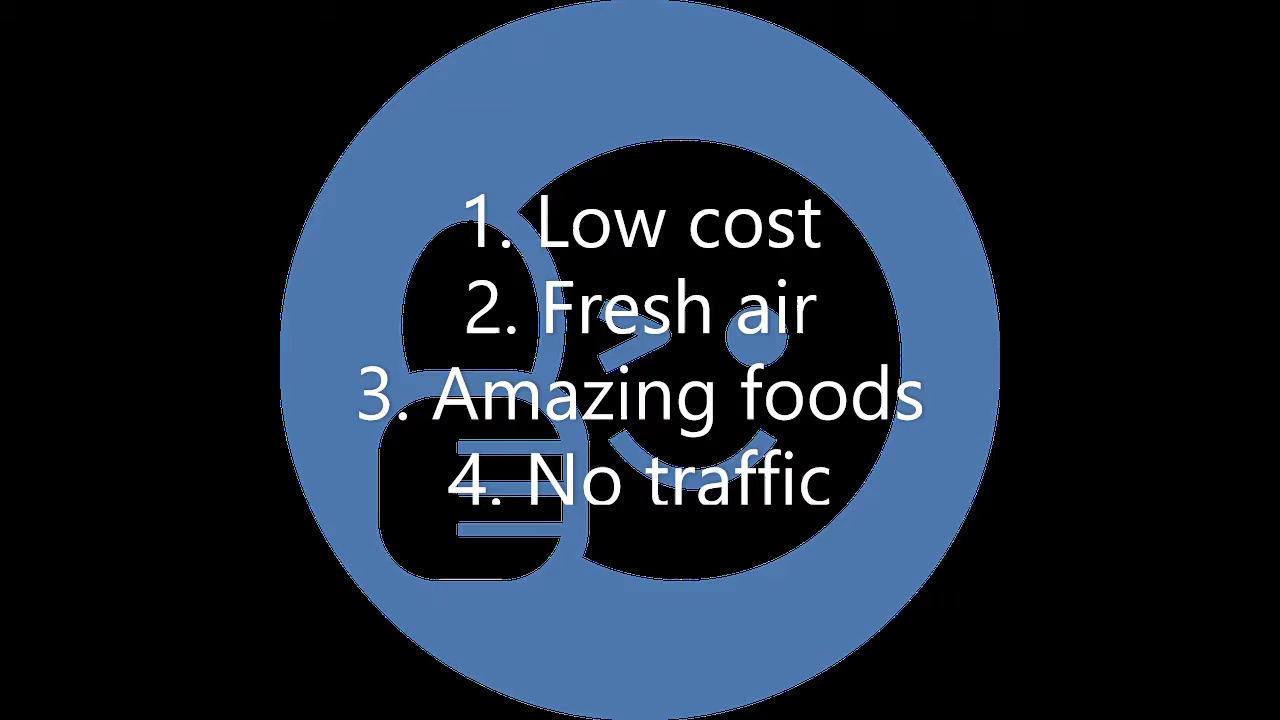 1. Low cost
2. Fresh air
3. Amazing foods
4. No traffic